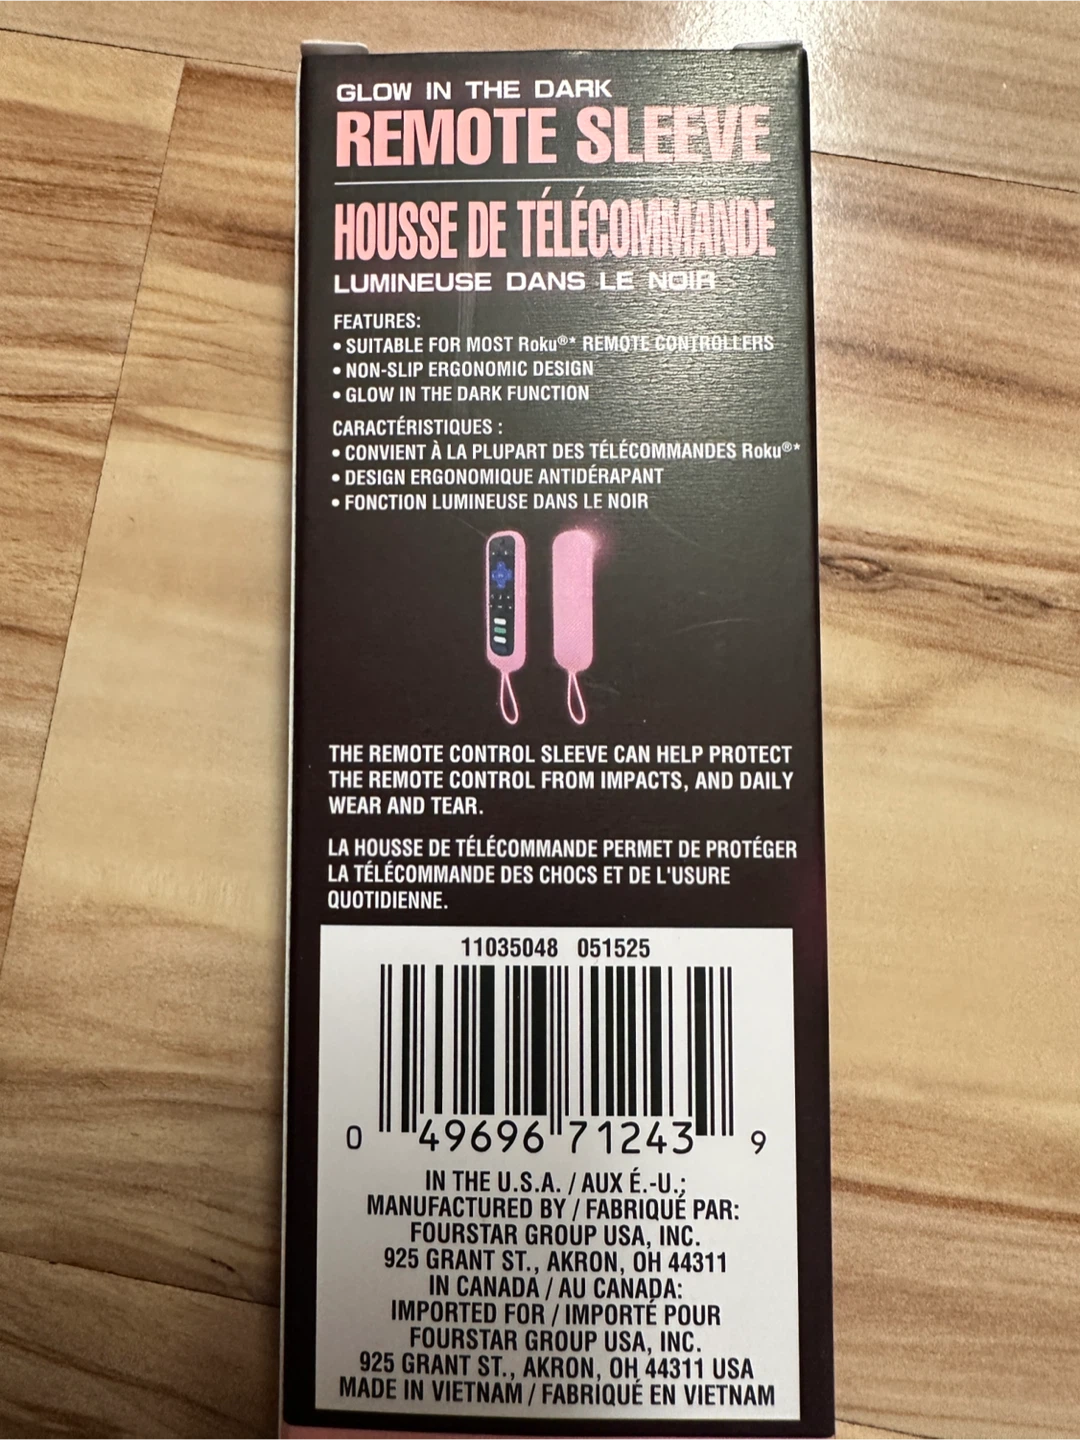 GLOW IN THE DARK
REMOTE SLEEVE
HOUSSE DE TÉLÉCOMMANDE
LUMINEUSE DANS LE NOIR
FEATURES:
• SUITABLE FOR MOST Roku®* REMOTE CONTROLLERS
• NON-SLIP ERGONOMIC DESIGN
• GLOW IN THE DARK FUNCTION
CARACTÉRISTIQUES :
• CONVIENT À LA PLUPART DES TÉLÉCOMMANDES Roku®*
• DESIGN ERGONOMIQUE ANTIDÉRAPANT
• FONCTION LUMINEUSE DANS LE NOIR
THE REMOTE CONTROL SLEEVE CAN HELP PROTECT
THE REMOTE CONTROL FROM IMPACTS, AND DAILY
WEAR AND TEAR.
LA HOUSSE DE TÉLÉCOMMANDE PERMET DE PROTÉGER
LA TÉLÉCOMMANDE DES CHOCS ET DE L'USURE
QUOTIDIENNE.
11035048 051525
0 49696 71243 9
IN THE U.S.A. / AUX É.-U.:
MANUFACTURED BY / FABRIQUÉ PAR:
FOURSTAR GROUP USA, INC.
925 GRANT ST., AKRON, OH 44311
IN CANADA / AU CANADA:
IMPORTED FOR / IMPORTÉ POUR
FOURSTAR GROUP USA, INC.
925 GRANT ST., AKRON, OH 44311 USA
MADE IN VIETNAM / FABRIQUÉ EN VIETNAM